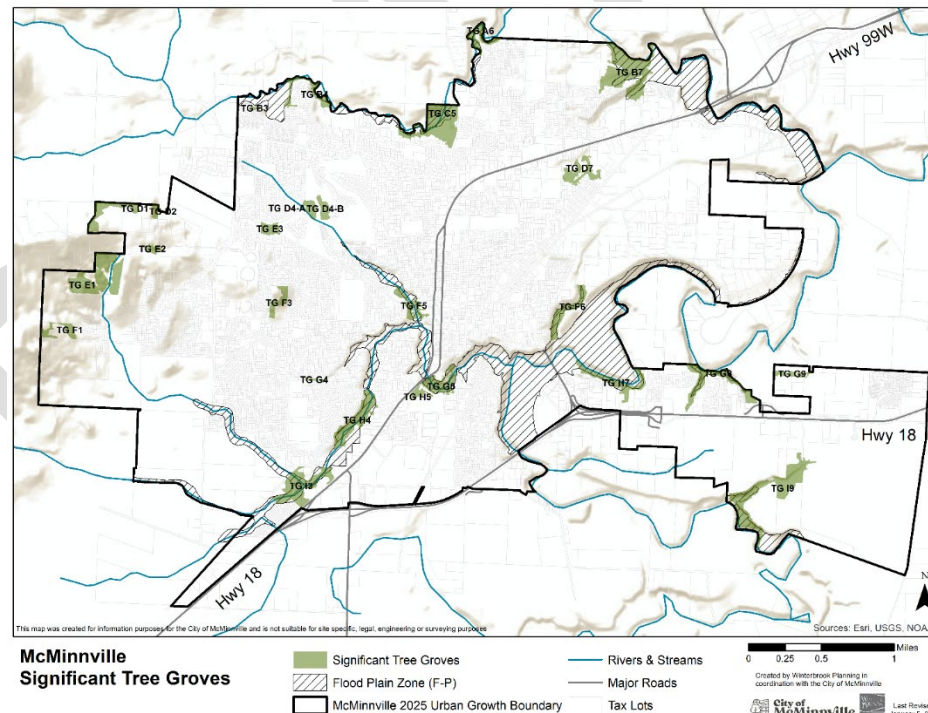 TG A6
Hwy 99W
TG B7
TG B4
TG B3
TG C5
TG D7
TG D1
TG D2
TG D4-A
TG D4-B
TG E3
TG E2
TG E1
TG F3
TG F5
TG F6
TG F1
TG G4
TG G5
TG H5
TG H7
TG G8
TG G9
TG H4
Hwy 18
TG I3
TG I9
Hwy 18
N
This map was created for information purposes for the City of McMinnville and is not suitable for site specific, legal, engineering or surveying purposes
Sources: Esri, USGS, NOAA
McMinnville
Significant Tree Groves
Significant Tree Groves
Flood Plain Zone (F-P)
McMinnville 2025 Urban Growth Boundary
Rivers & Streams
Major Roads
Tax Lots
Miles
0 0.25 0.5 1
Created by Winterbrook Planning in
coordination with the City of McMinnville
City of
McMinnville
Last Revised